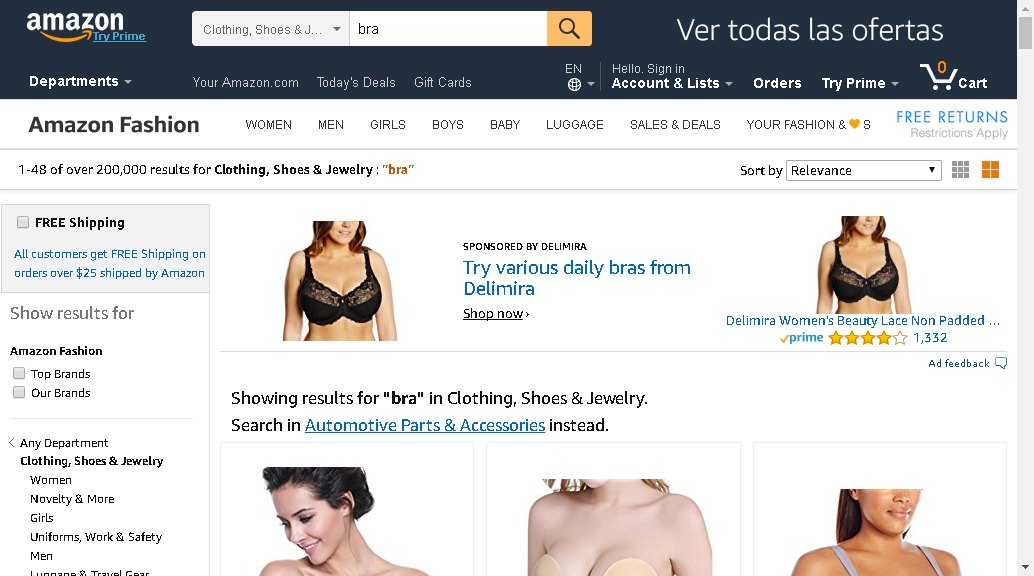 amazon
Try Prime
Clothing, Shoes & J...
bra
Ver todas las ofertas
Departments
Your Amazon.com Today's Deals Gift Cards
EN
Hello. Sign in
Account & Lists
Orders
Try Prime
0
Cart
Amazon Fashion
WOMEN MEN GIRLS BOYS BABY LUGGAGE SALES & DEALS YOUR FASHION & 🧡 S
FREE RETURNS
Restrictions Apply
1-48 of over 200,000 results for Clothing, Shoes & Jewelry : "bra"
Sort by Relevance
FREE Shipping
All customers get FREE Shipping on
orders over $25 shipped by Amazon
Show results for
Amazon Fashion
Top Brands
Our Brands
Any Department
Clothing, Shoes & Jewelry
Women
Novelty & More
Girls
Uniforms, Work & Safety
Men
Luggage & Travel Gear
SPONSORED BY DELIMIRA
Try various daily bras from
Delimira
Shop now ›
Delimira Women's Beauty Lace Non Padded ...
prime 1,332
Ad feedback
Showing results for "bra" in Clothing, Shoes & Jewelry.
Search in Automotive Parts & Accessories instead.